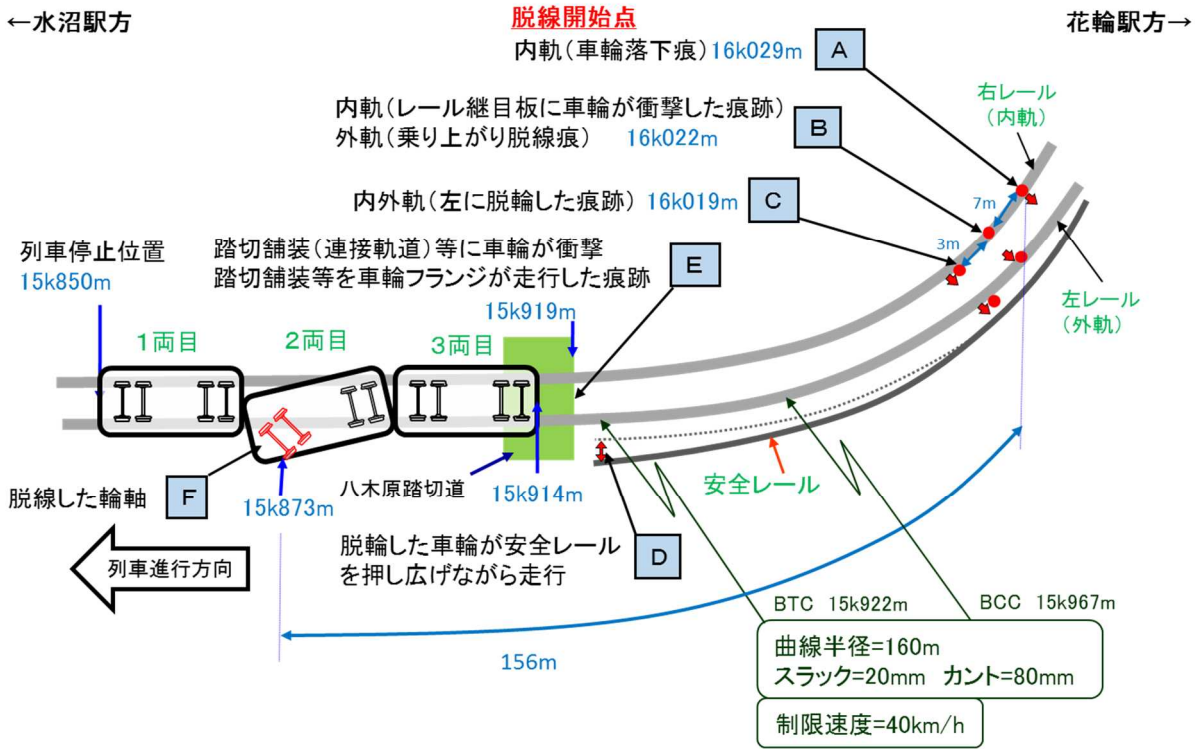 ←水沼駅方
脱線開始点
花輪駅方→
内軌（車輪落下痕）16k029m
A
右レール
（内軌）
内軌（レール継目板に車輪が衝撃した痕跡）
外軌（乗り上がり脱線痕） 16k022m
B
内外軌（左に脱輪した痕跡）16k019m
C
7m
3m
列車停止位置
15k850m
踏切舗装（連接軌道）等に車輪が衝撃
踏切舗装等を車輪フランジが走行した痕跡
E
左レール
（外軌）
15k919m
1両目
2両目
3両目
脱線した輪軸
F
15k873m
八木原踏切道
15k914m
安全レール
脱輪した車輪が安全レール
を押し広げながら走行
D
列車進行方向
BTC 15k922m
BCC 15k967m
156m
曲線半径=160m
スラック=20mm カント=80mm
制限速度=40km/h